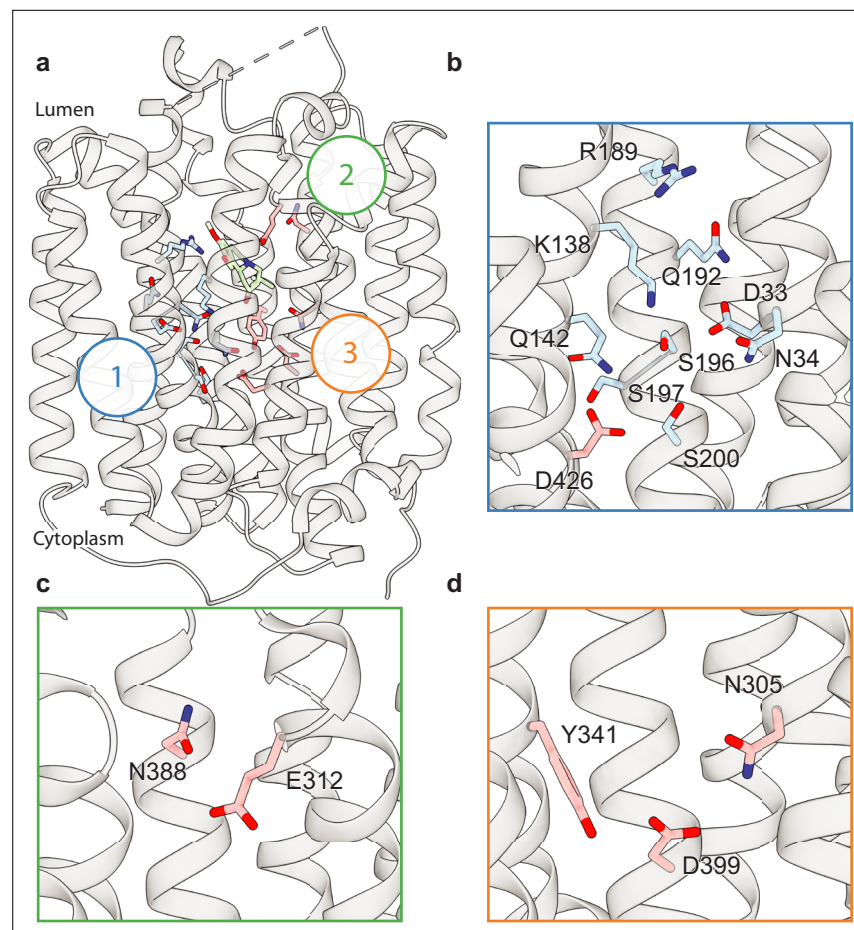 a
b
Lumen
2
1
3
Cytoplasm
R189
K138
Q192
D33
Q142
S196
N34
S197
S200
D426
c
d
N388
E312
N305
Y341
D399